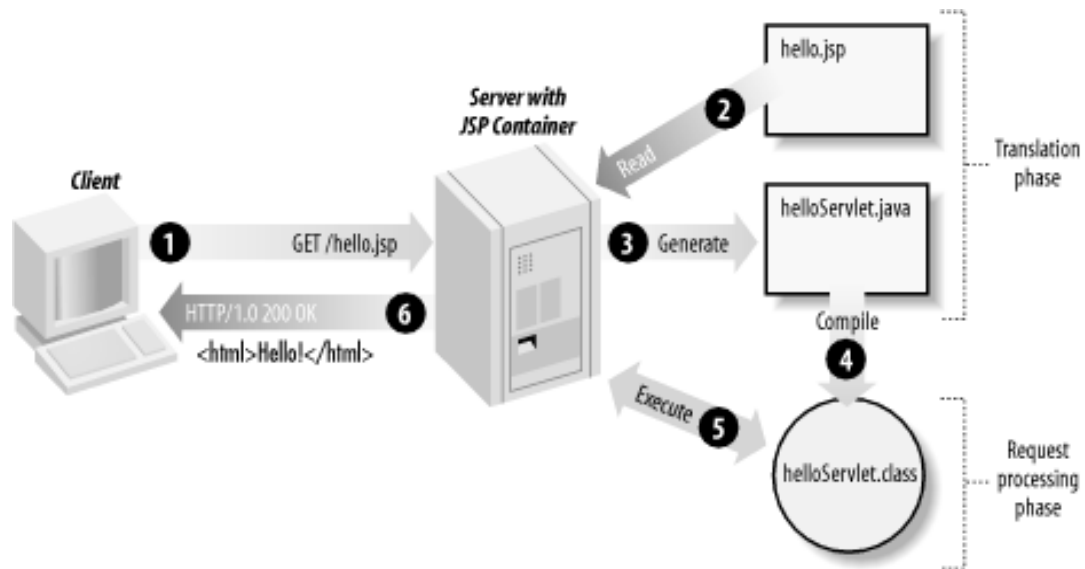 hello.jsp
Server with
JSP Container
2
Read
Translation
phase
Client
helloServlet.java
1
GET /hello.jsp
3
Generate
HTTP/1.0 200 OK
6
<html>Hello!</html>
Compile
4
Execute
5
helloServlet.class
Request
processing
phase